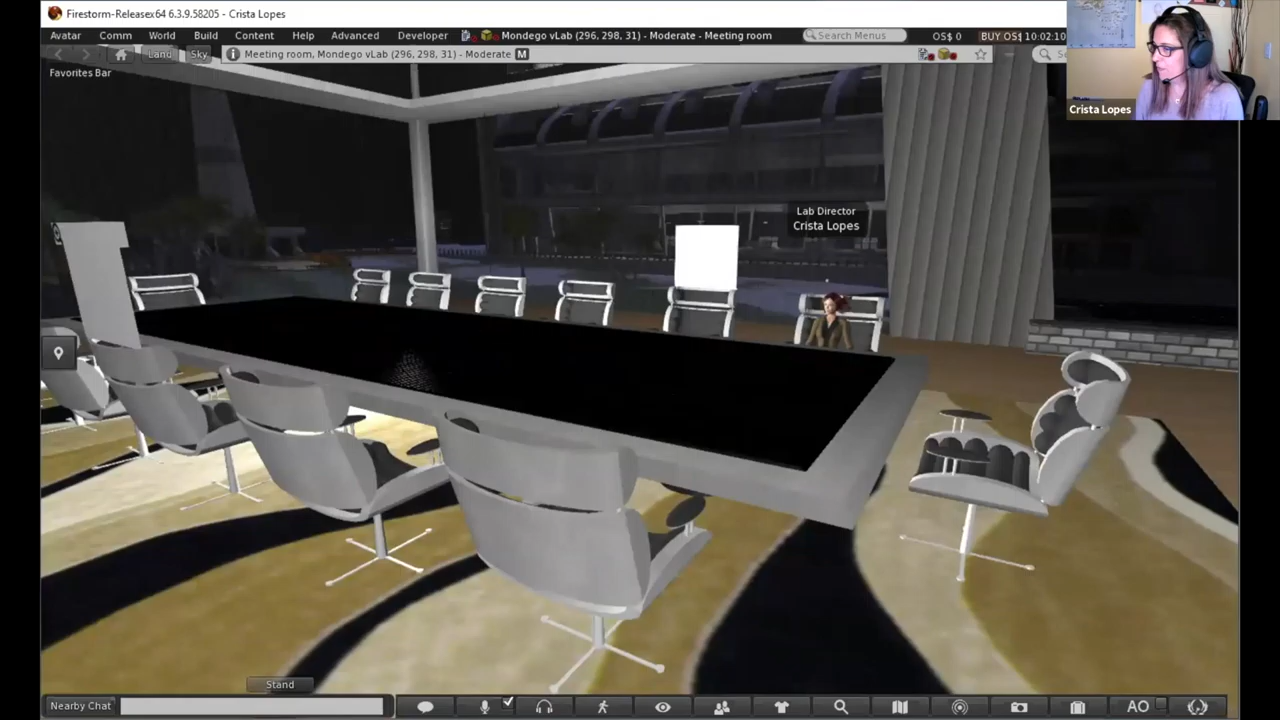 Firestorm-Releasex64 6.3.9.58205 - Crista Lopes
Avatar Comm World Build Content Help Advanced Developer Mondego vLab (296, 298, 31) - Moderate - Meeting room Search Menus OS$ 0 BUY OS$ 10:02:10
Land Sky Meeting room, Mondego vLab (296, 298, 31) - Moderate M
Favorites Bar
Crista Lopes
Lab Director
Crista Lopes
Stand
Nearby Chat
AO